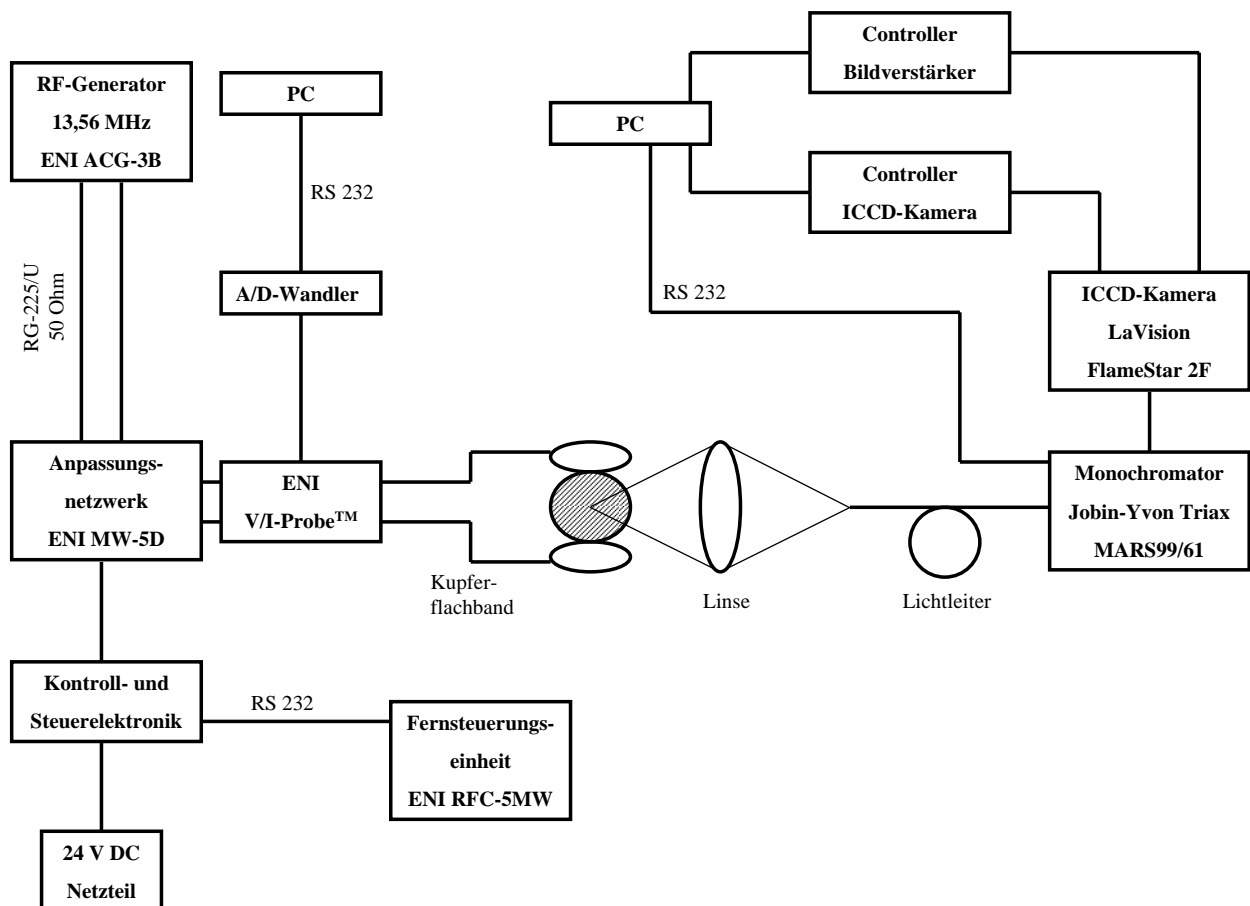 RF-Generator
13,56 MHz
ENI ACG-3B
PC
Controller
Bildverstärker
PC
Controller
ICCD-Kamera
RS 232
RG-225/U
50 Ohm
A/D-Wandler
RS 232
ICCD-Kamera
LaVision
FlameStar 2F
Anpassungs-
netzwerk
ENI MW-5D
ENI
V/I-Probe™
Monochromator
Jobin-Yvon Triax
MARS99/61
Kupfer-
flachband
Linse
Lichtleiter
Kontroll- und
Steuerelektronik
RS 232
Fernsteuerungs-
einheit
ENI RFC-5MW
24 V DC
Netzteil